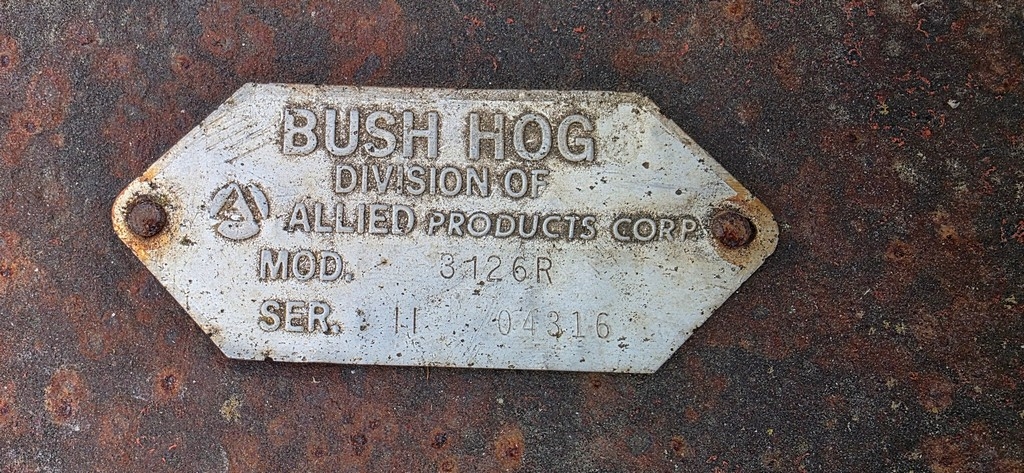 BUSH HOG
DIVISION OF
ALLIED PRODUCTS CORP.
MOD. 3126R
SER. 11 04316